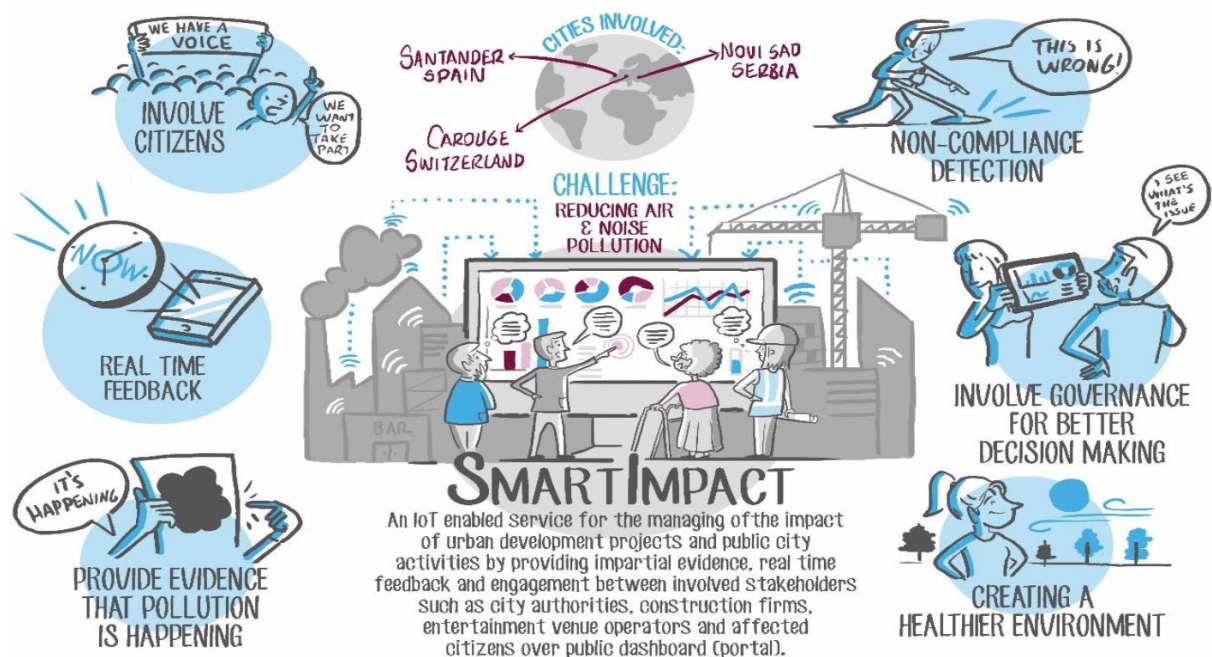 WE HAVE A
VOICE
WE
WANT
TO
TAKE
PART
INVOLVE
CITIZENS
CITIES INVOLVED:
SANTANDER
SPAIN
NOVI SAD
SERBIA
CAROUGE
SWITZERLAND
THIS IS
WRONG!
NON-COMPLIANCE
DETECTION
CHALLENGE:
REDUCING AIR
& NOISE
POLLUTION
NOW.
REAL TIME
FEEDBACK
I SEE
WHAT'S
THE
ISSUE
INVOLVE GOVERNANCE
FOR BETTER
DECISION MAKING
BAR
IT'S
HAPPENING
PROVIDE EVIDENCE
THAT POLLUTION
IS HAPPENING
SMARTIMPACT
An IoT enabled service for the managing of the impact
of urban development projects and public city
activities by providing impartial evidence, real time
feedback and engagement between involved stakeholders
such as city authorities, construction firms,
entertainment venue operators and affected
citizens over public dashboard (portal).
CREATING A
HEALTHIER ENVIRONMENT